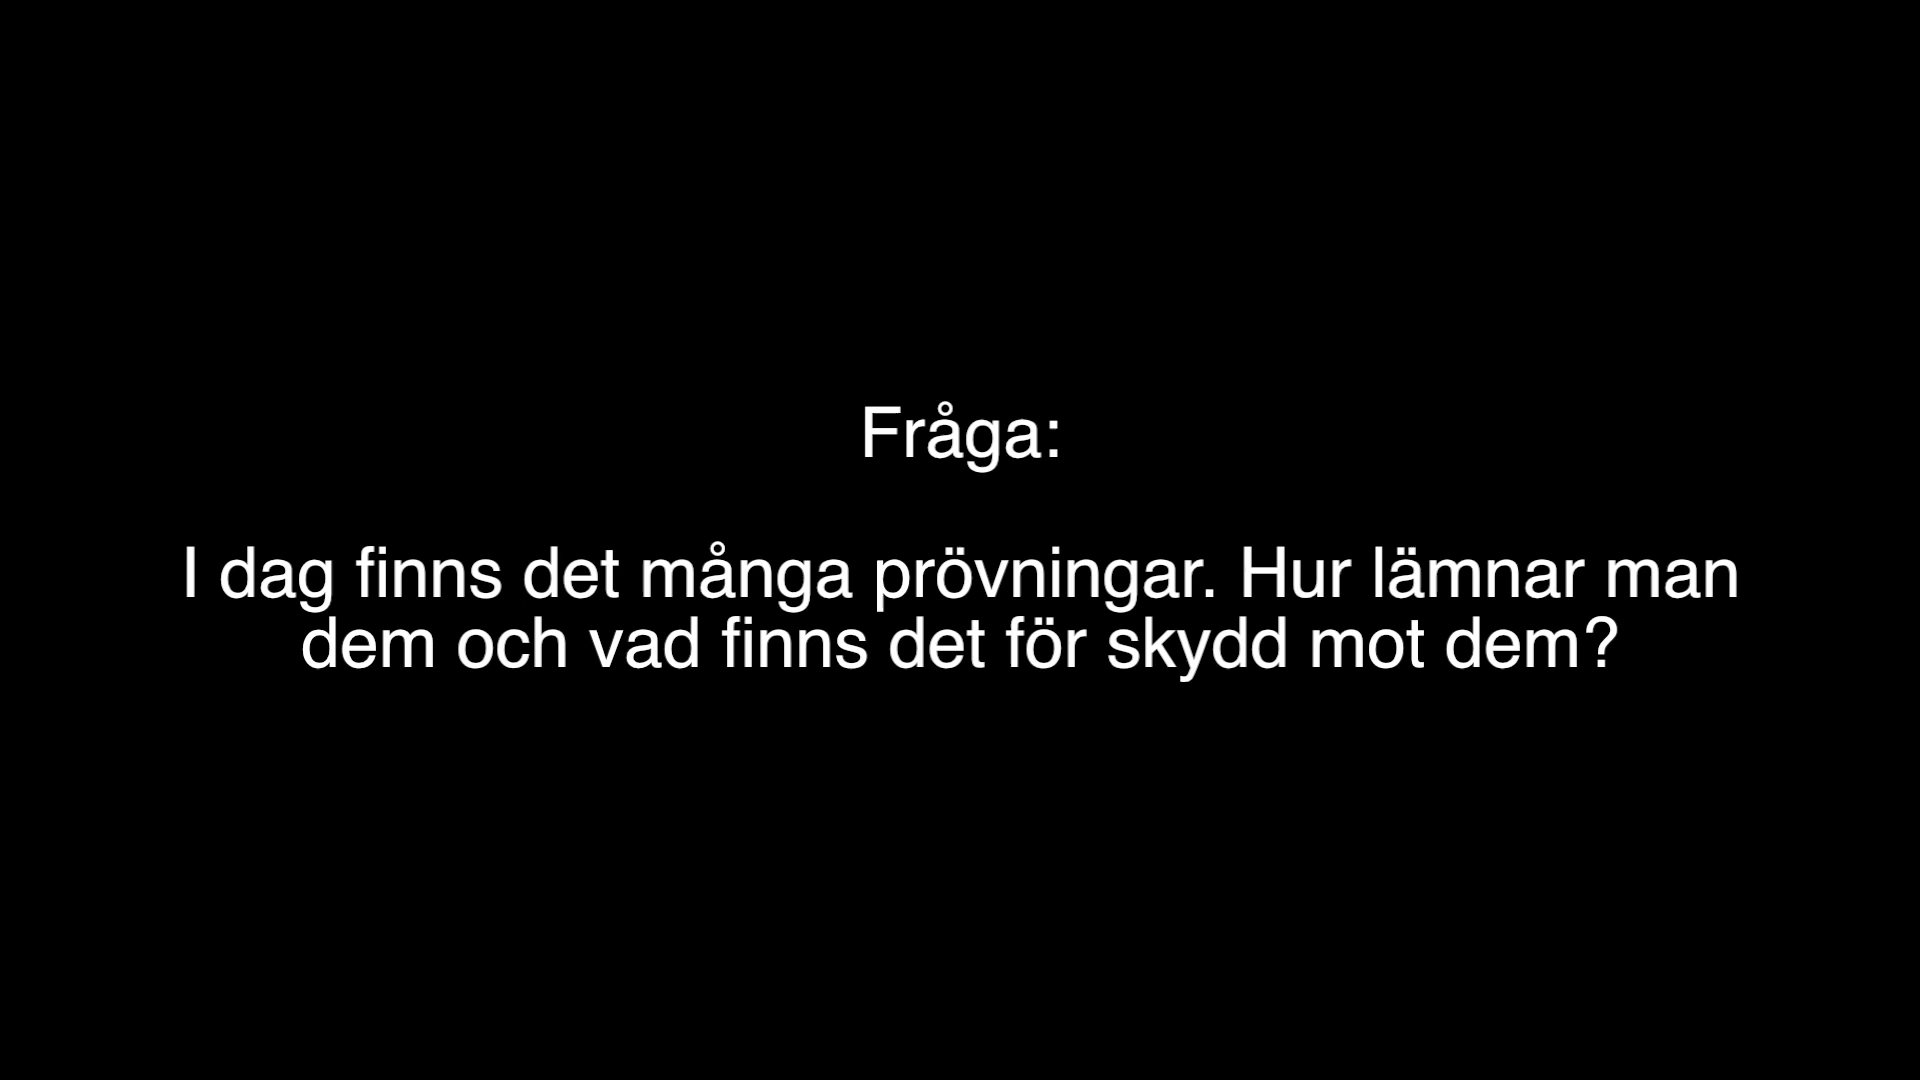 Fråga:
I dag finns det många prövningar. Hur lämnar man
dem och vad finns det för skydd mot dem?